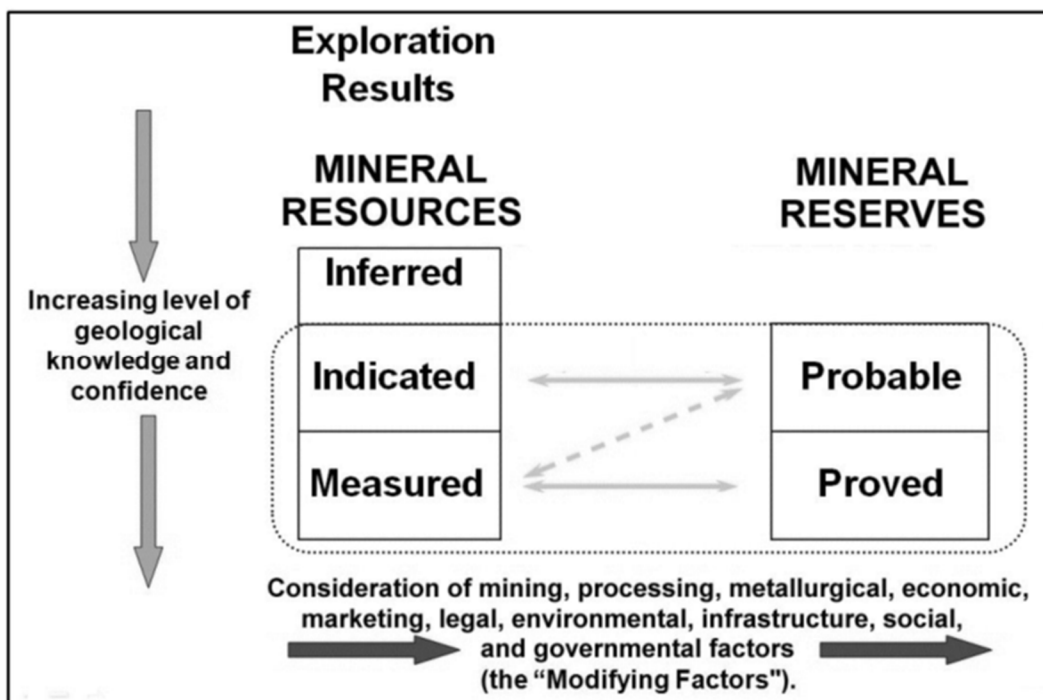 Exploration
Results
MINERAL
RESOURCES
MINERAL
RESERVES
Inferred
Increasing level of
geological
knowledge and
confidence
Indicated
Probable
Measured
Proved
Consideration of mining, processing, metallurgical, economic,
marketing, legal, environmental, infrastructure, social,
and governmental factors
(the “Modifying Factors").